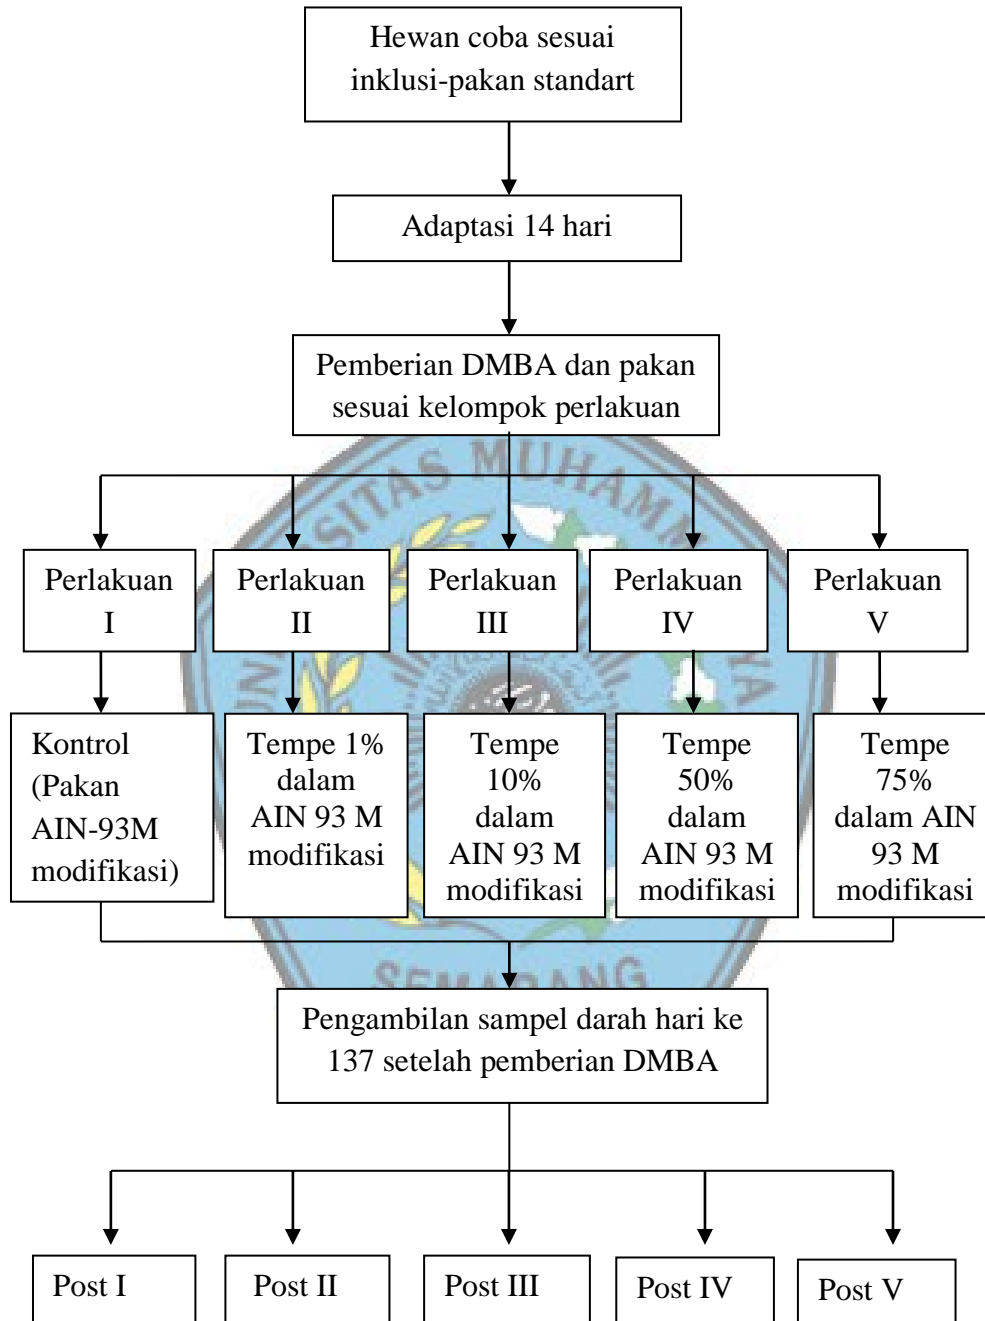 Hewan coba sesuai
inklusi-pakan standart
Adaptasi 14 hari
Pemberian DMBA dan pakan
sesuai kelompok perlakuan
Perlakuan
I
Perlakuan
II
Perlakuan
III
Perlakuan
IV
Perlakuan
V
Kontrol
(Pakan
AIN-93M
modifikasi)
Tempe 1%
dalam
AIN 93 M
modifikasi
Tempe
10%
dalam
AIN 93 M
modifikasi
Tempe
50%
dalam
AIN 93 M
modifikasi
Tempe
75%
dalam AIN
93 M
modifikasi
SEMARANG
Pengambilan sampel darah hari ke
137 setelah pemberian DMBA
Post I
Post II
Post III
Post IV
Post V